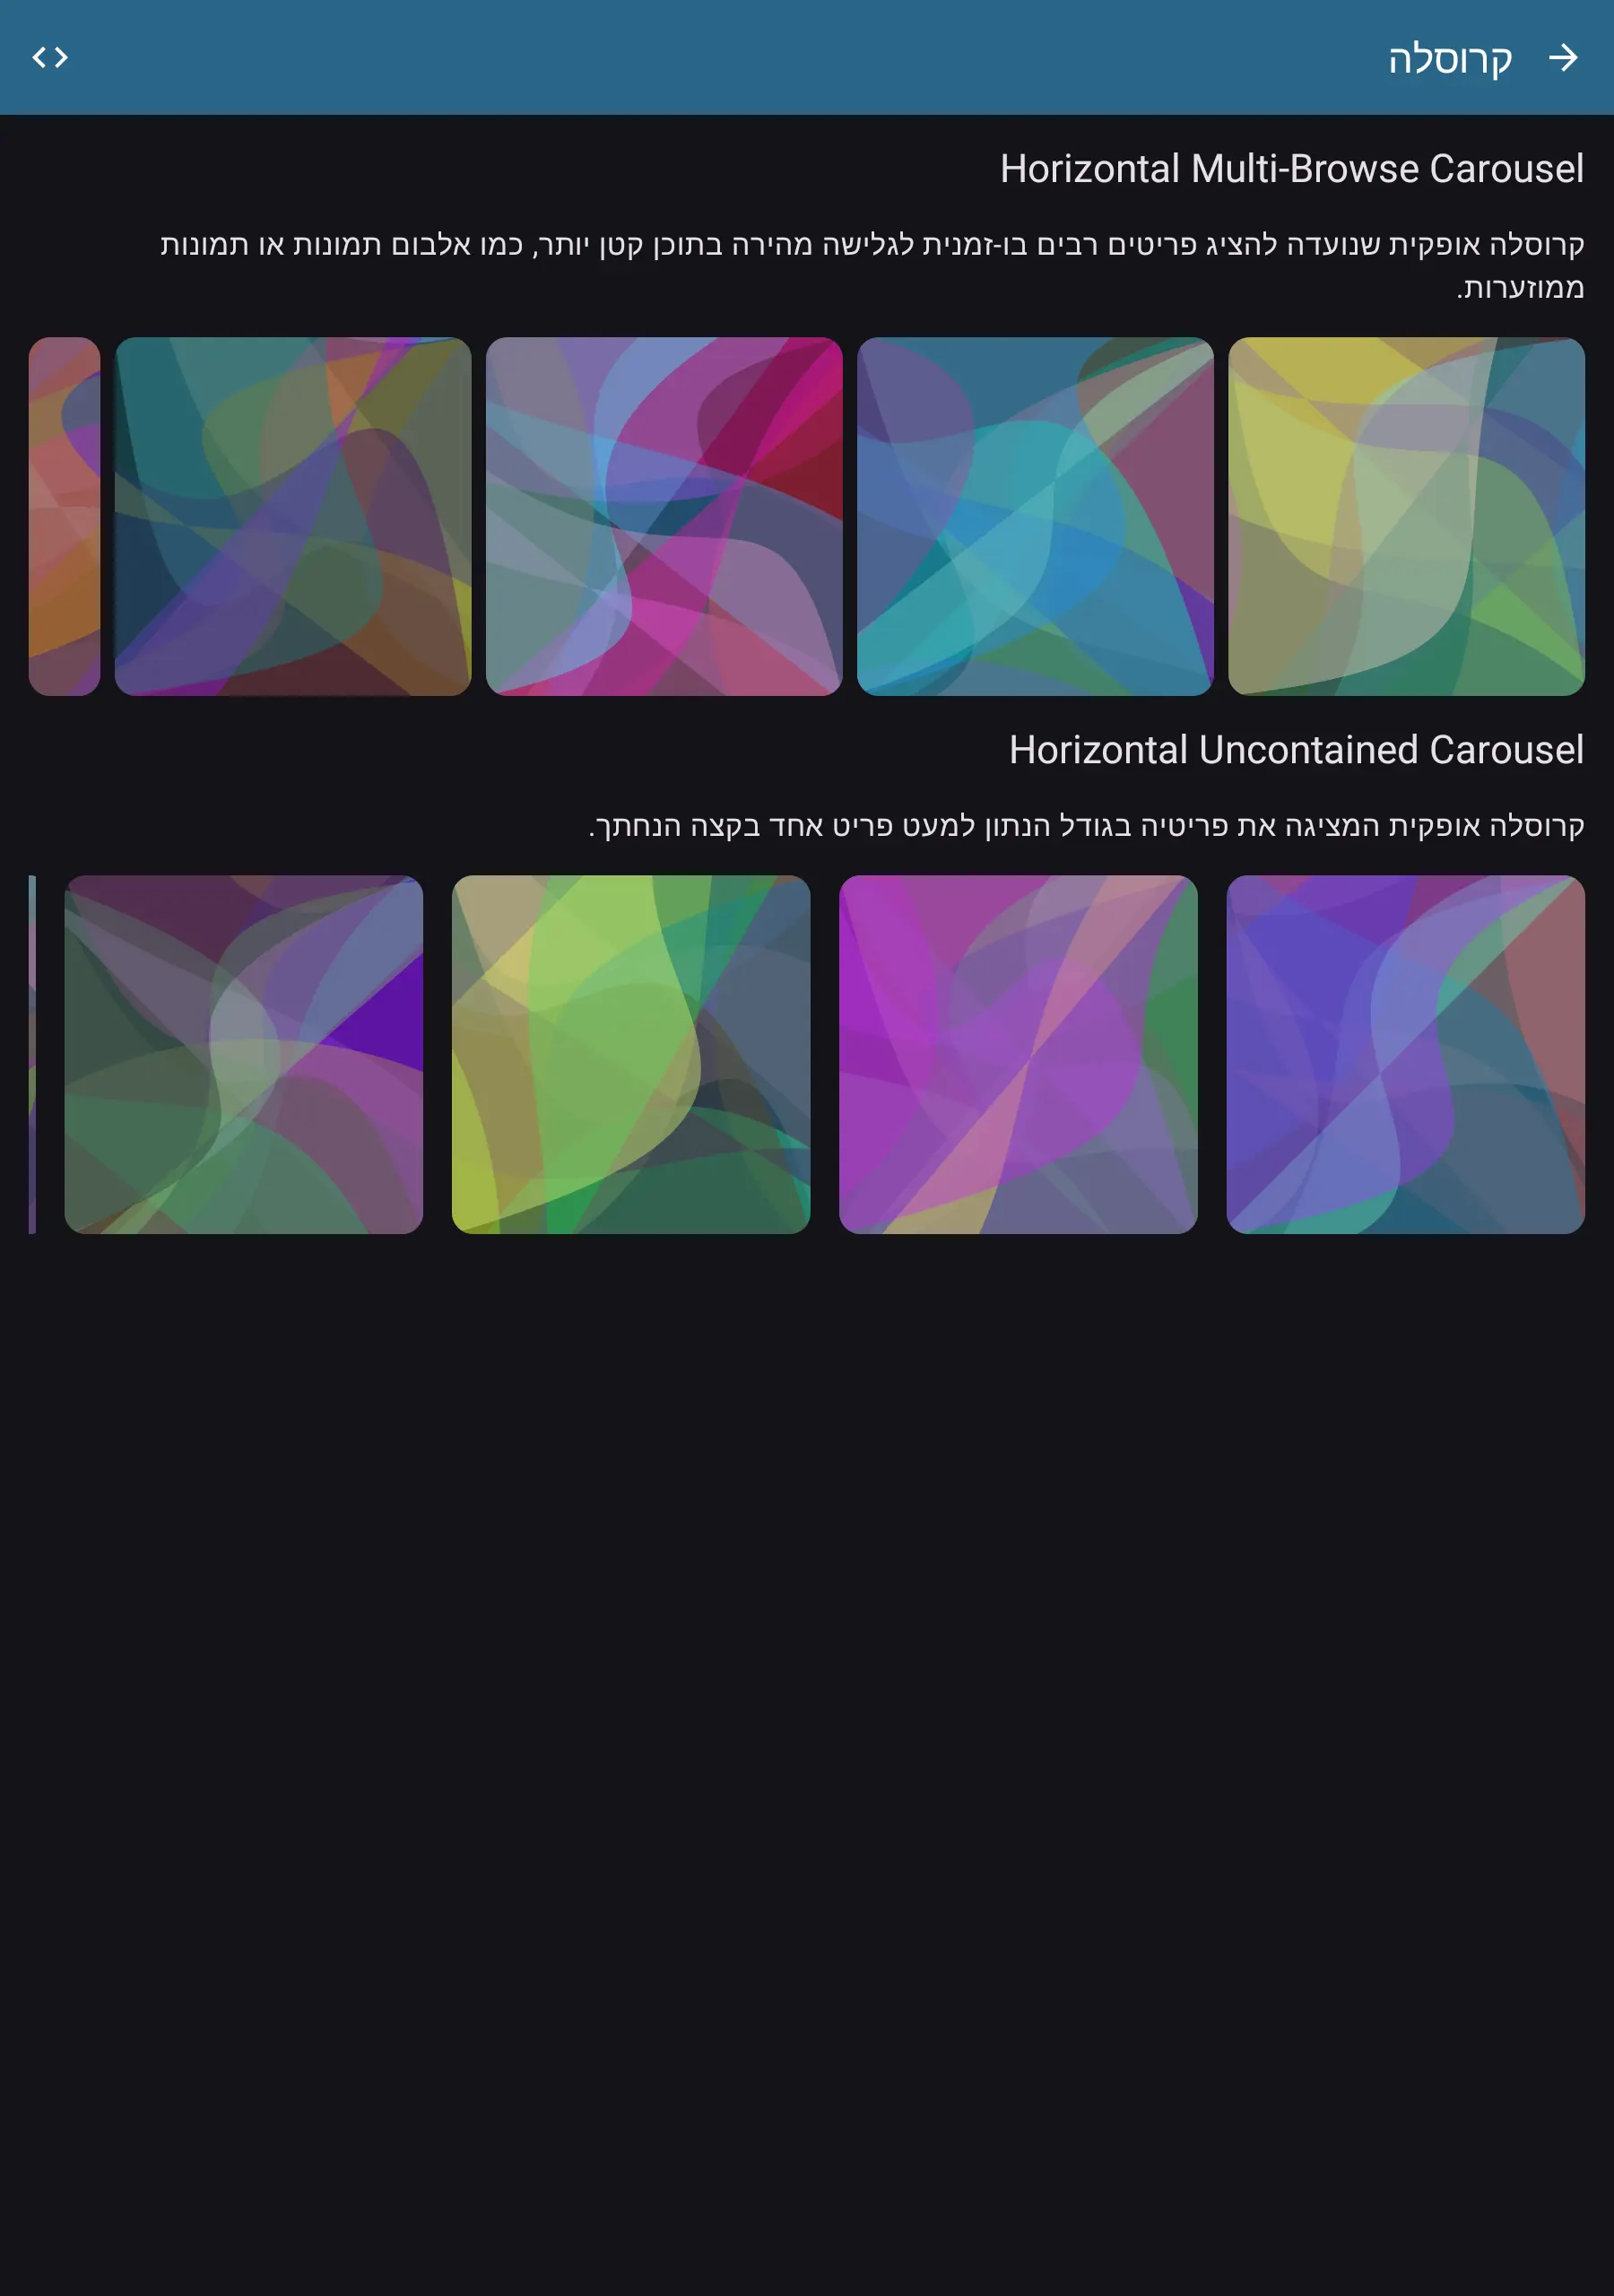 קרוסלה
Horizontal Multi-Browse Carousel
קרוסלה אופקית שנועדה להציג פריטים רבים בו-זמנית לגלישה מהירה בתוכן קטן יותר, כמו אלבום תמונות או תמונות
ממוזערות.
Horizontal Uncontained Carousel
קרוסלה אופקית המציגה את פריטיה בגודל הנתון למעט פריט אחד בקצה הנחתך.